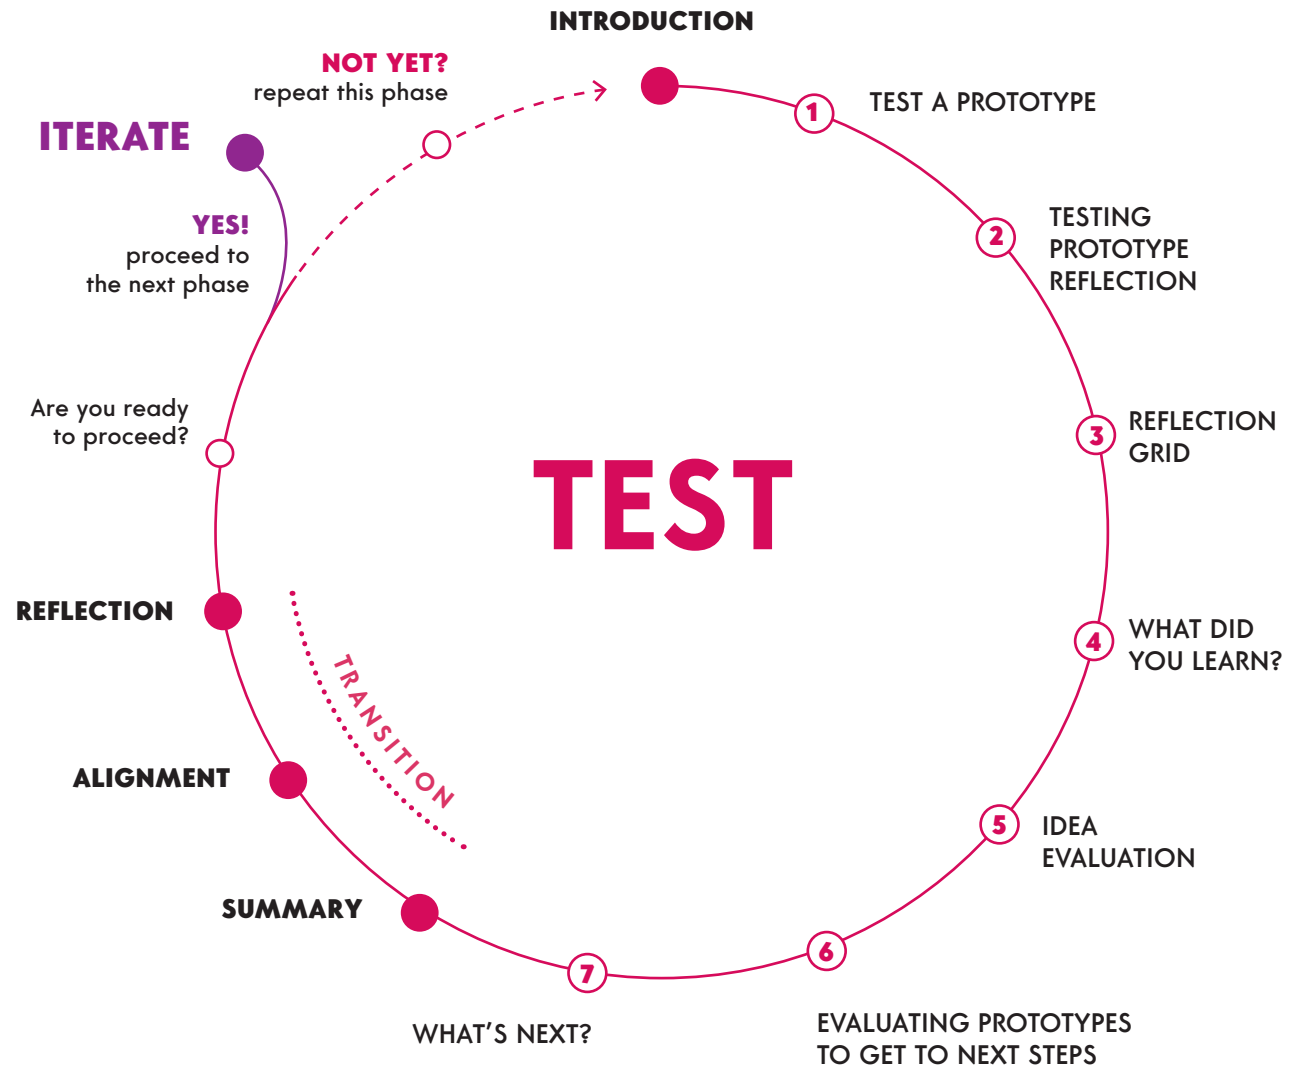 INTRODUCTION
NOT YET?
repeat this phase
ITERATE
YES!
proceed to
the next phase
Are you ready
to proceed?
1
TEST A PROTOTYPE
2
TESTING
PROTOTYPE
REFLECTION
3
REFLECTION
GRID
TEST
4
WHAT DID
YOU LEARN?
5
IDEA
EVALUATION
6
EVALUATING PROTOTYPES
TO GET TO NEXT STEPS
7
WHAT’S NEXT?
SUMMARY
ALIGNMENT
REFLECTION
TRANSITION